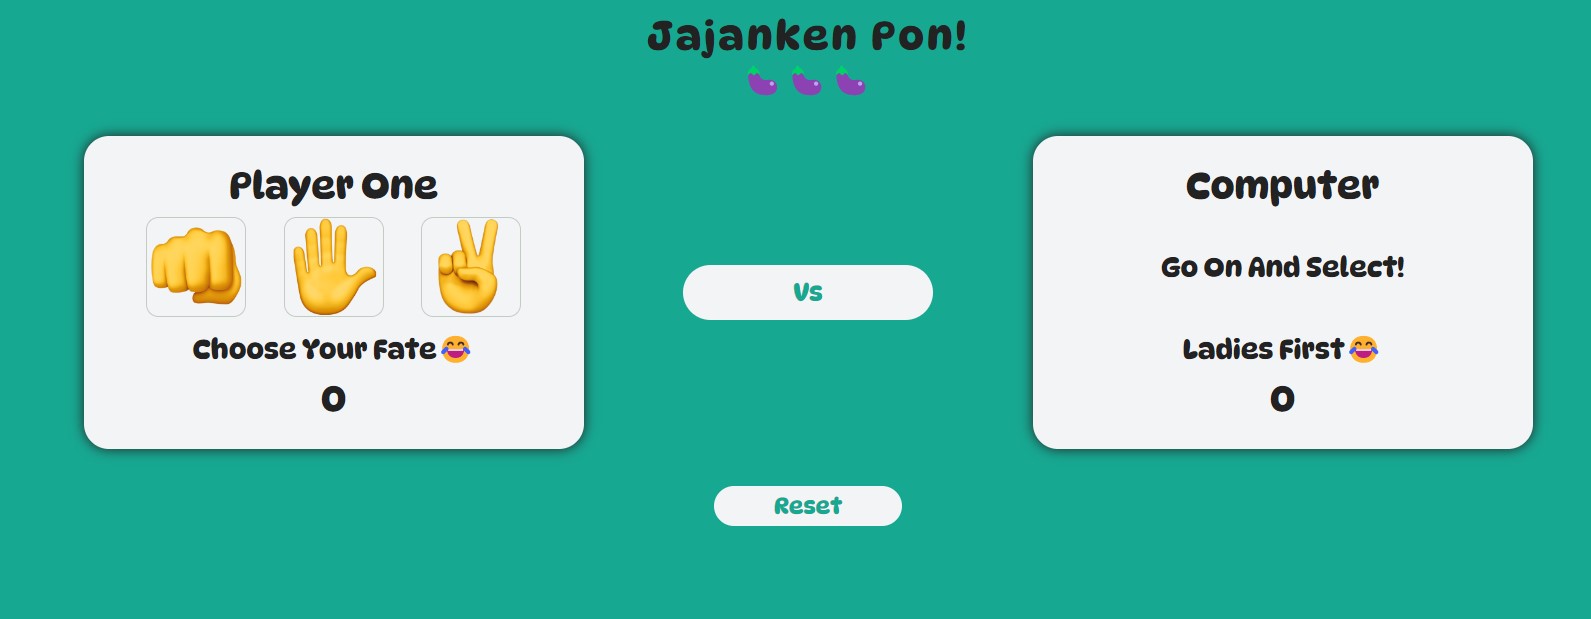 Jajanken Pon!
Player One
Choose Your Fate😂
0
Vs
Computer
Go On And Select!
Ladies First😂
0
Reset